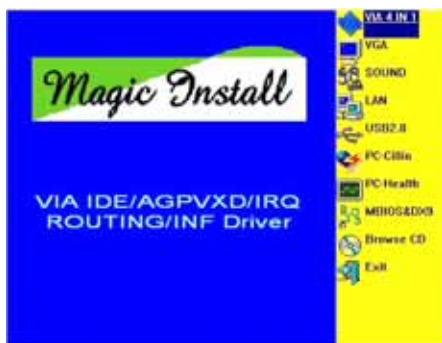 Magic Install
VIA IDE/AGPVXD/IRQ
ROUTING/INF Driver
VIA 4 IN 1
VGA
SOUND
LAN
USB2.0
PC-Cillin
PC-Health
MBIOS&DX9
Browse CD
Exit